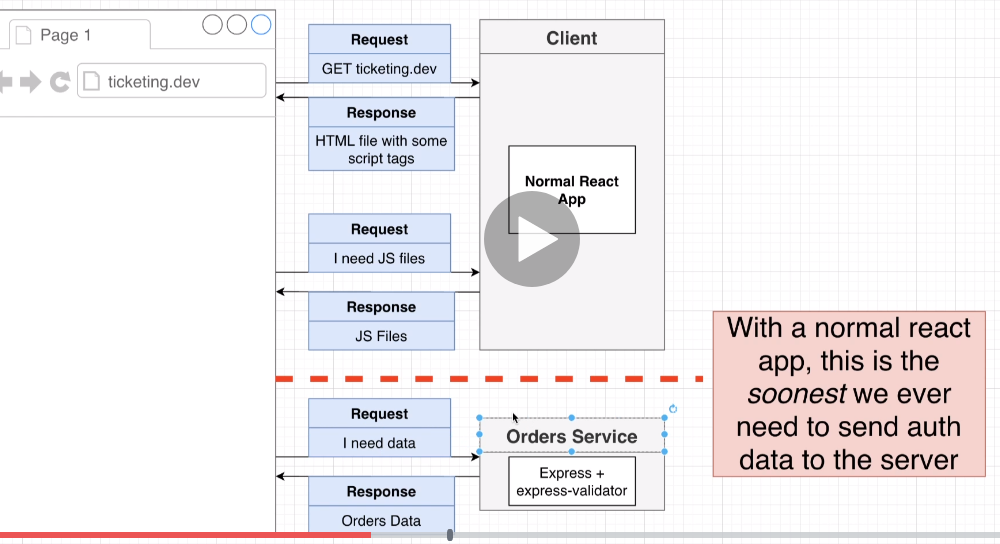 Page 1
ticketing.dev
Request
GET ticketing.dev
Response
HTML file with some
script tags
Request
I need JS files
Response
JS Files
Client
Normal React
App
With a normal react
app, this is the
soonest we ever
need to send auth
data to the server
Request
I need data
Response
Orders Data
Orders Service
Express +
express-validator